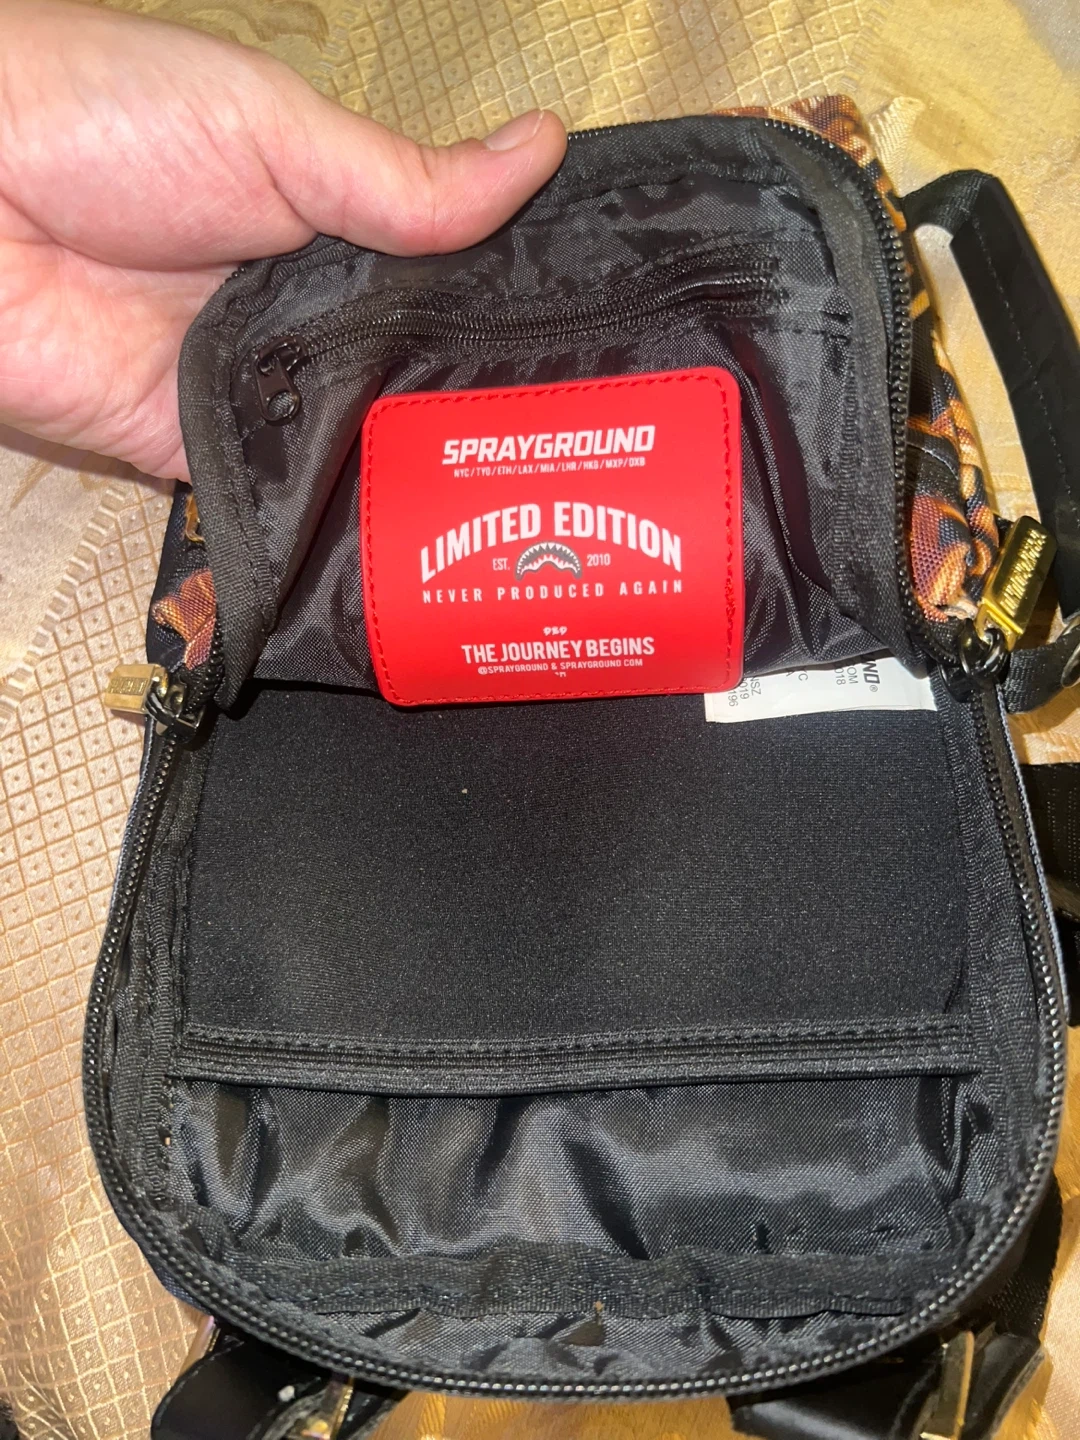 SPRAYGROUND
NYC / TYO / ETH / LAX / MIA / LHR / HKG / MXP / DXB
LIMITED EDITION
EST. 2010
NEVER PRODUCED AGAIN
THE JOURNEY BEGINS
@SPRAYGROUND & SPRAYGROUND.COM